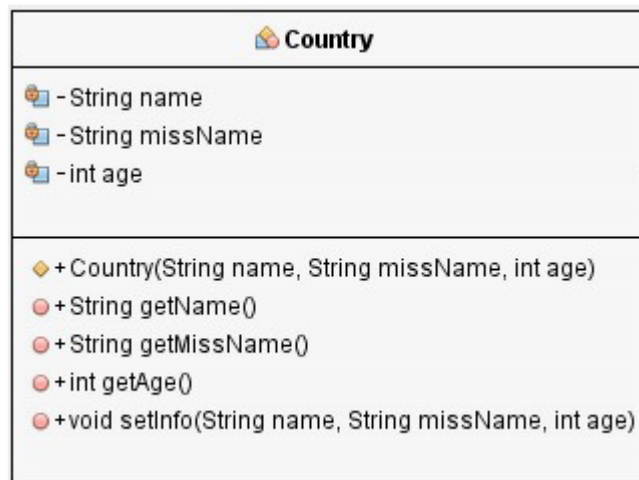 Country
-String name
-String missName
-int age
+Country(String name, String missName, int age)
+String getName()
+String getMissName()
+int getAge()
+void setInfo(String name, String missName, int age)